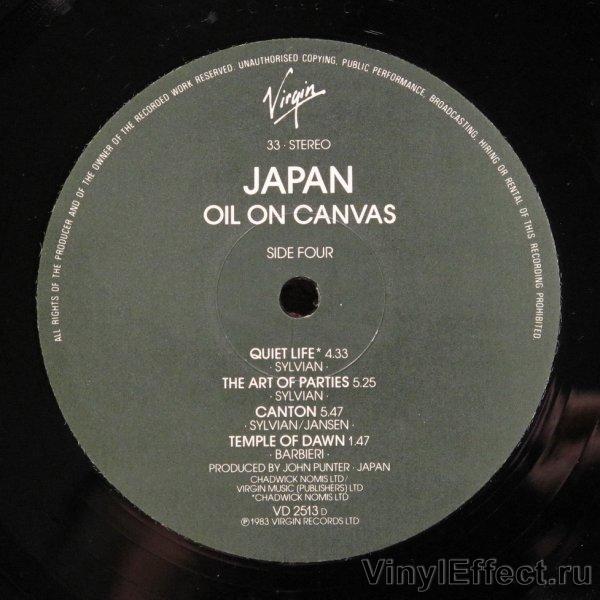 ALL RIGHTS OF THE PRODUCER AND OF THE OWNER OF THE RECORDED WORK RESERVED. UNAUTHORISED COPYING, PUBLIC PERFORMANCE, BROADCASTING, HIRING OR RENTAL OF THIS RECORDING PROHIBITED.
Virgin
33 · STEREO
JAPAN
OIL ON CANVAS
SIDE FOUR
QUIET LIFE* 4.33
· SYLVIAN ·
THE ART OF PARTIES 5.25
· SYLVIAN ·
CANTON 5.47
· SYLVIAN/JANSEN ·
TEMPLE OF DAWN 1.47
· BARBIERI ·
PRODUCED BY JOHN PUNTER · JAPAN
CHADWICK NOMIS LTD/
VIRGIN MUSIC (PUBLISHERS) LTD
*CHADWICK NOMIS LTD
VD 2513 D
℗ 1983 VIRGIN RECORDS LTD
VinylEffect.ru